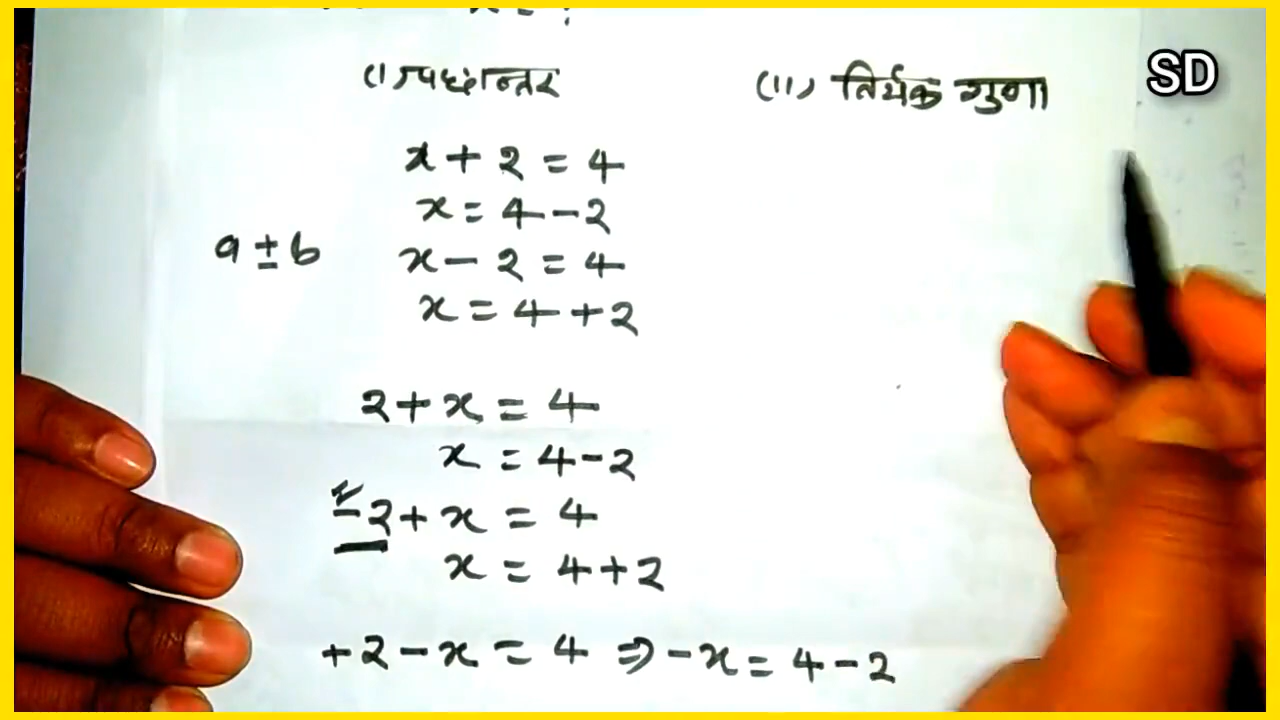 x = ?
(i) पक्षान्तर (ii) तिर्यक गुणा
SD
x + 2 = 4
x = 4 - 2
a ± b
x - 2 = 4
x = 4 + 2
2 + x = 4
x = 4 - 2
-2 + x = 4
x = 4 + 2
+2 - x = 4 ⇒ -x = 4 - 2